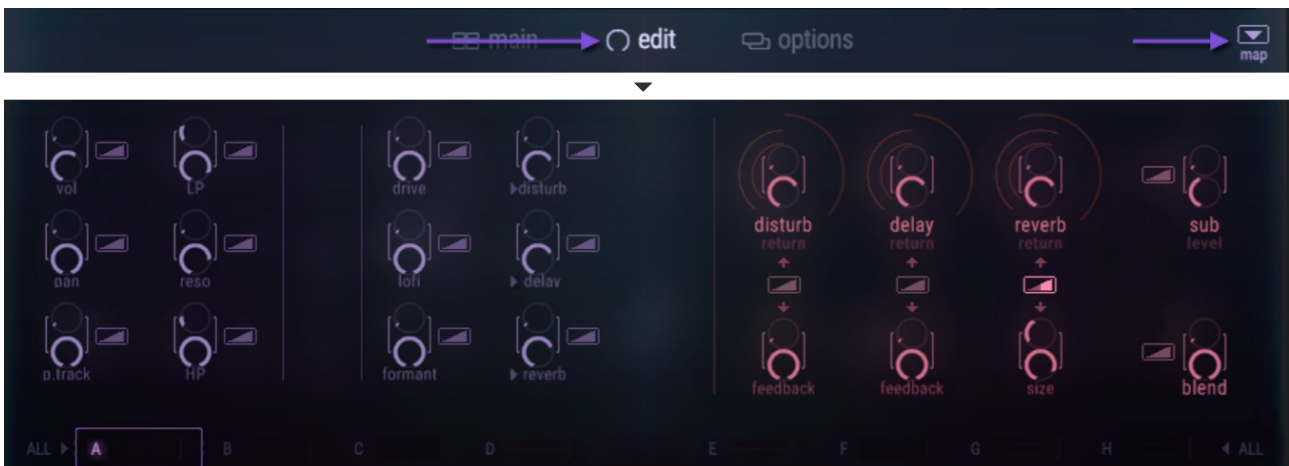 main edit options map
vol LP drive ▶disturb
disturb delay reverb sub
return return return level
pan reso lofi ▶ delay
p.track HP formant ▶ reverb
feedback feedback size blend
ALL ▶ A B C D E F G H ◀ ALL